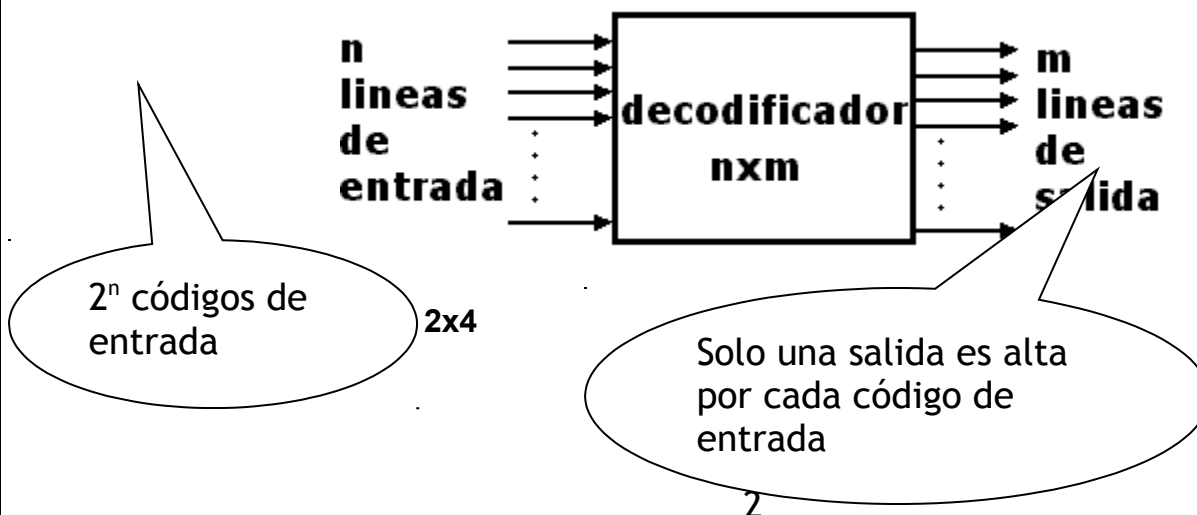 n
lineas
de
entrada
decodificador
nxm
m
lineas
de
salida
2ⁿ códigos de
entrada
2x4
Solo una salida es alta
por cada código de
entrada
2